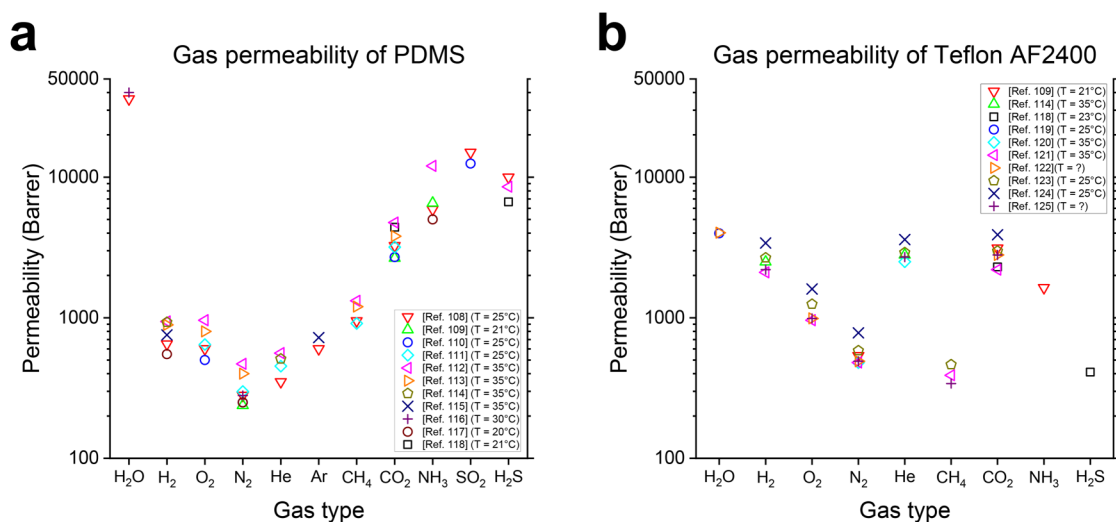 a
Gas permeability of PDMS
Permeability (Barrer)
50000
10000
1000
100
[Ref. 108] (T = 25°C)
[Ref. 109] (T = 21°C)
[Ref. 110] (T = 25°C)
[Ref. 111] (T = 25°C)
[Ref. 112] (T = 35°C)
[Ref. 113] (T = 35°C)
[Ref. 114] (T = 35°C)
[Ref. 115] (T = 35°C)
[Ref. 116] (T = 30°C)
[Ref. 117] (T = 20°C)
[Ref. 118] (T = 21°C)
H₂O H₂ O₂ N₂ He Ar CH₄ CO₂ NH₃ SO₂ H₂S
Gas type
b
Gas permeability of Teflon AF2400
Permeability (Barrer)
50000
10000
1000
100
[Ref. 109] (T = 21°C)
[Ref. 114] (T = 35°C)
[Ref. 118] (T = 23°C)
[Ref. 119] (T = 25°C)
[Ref. 120] (T = 35°C)
[Ref. 121] (T = 35°C)
[Ref. 122](T = ?)
[Ref. 123] (T = 25°C)
[Ref. 124] (T = 25°C)
[Ref. 125] (T = ?)
H₂O H₂ O₂ N₂ He CH₄ CO₂ NH₃ H₂S
Gas type